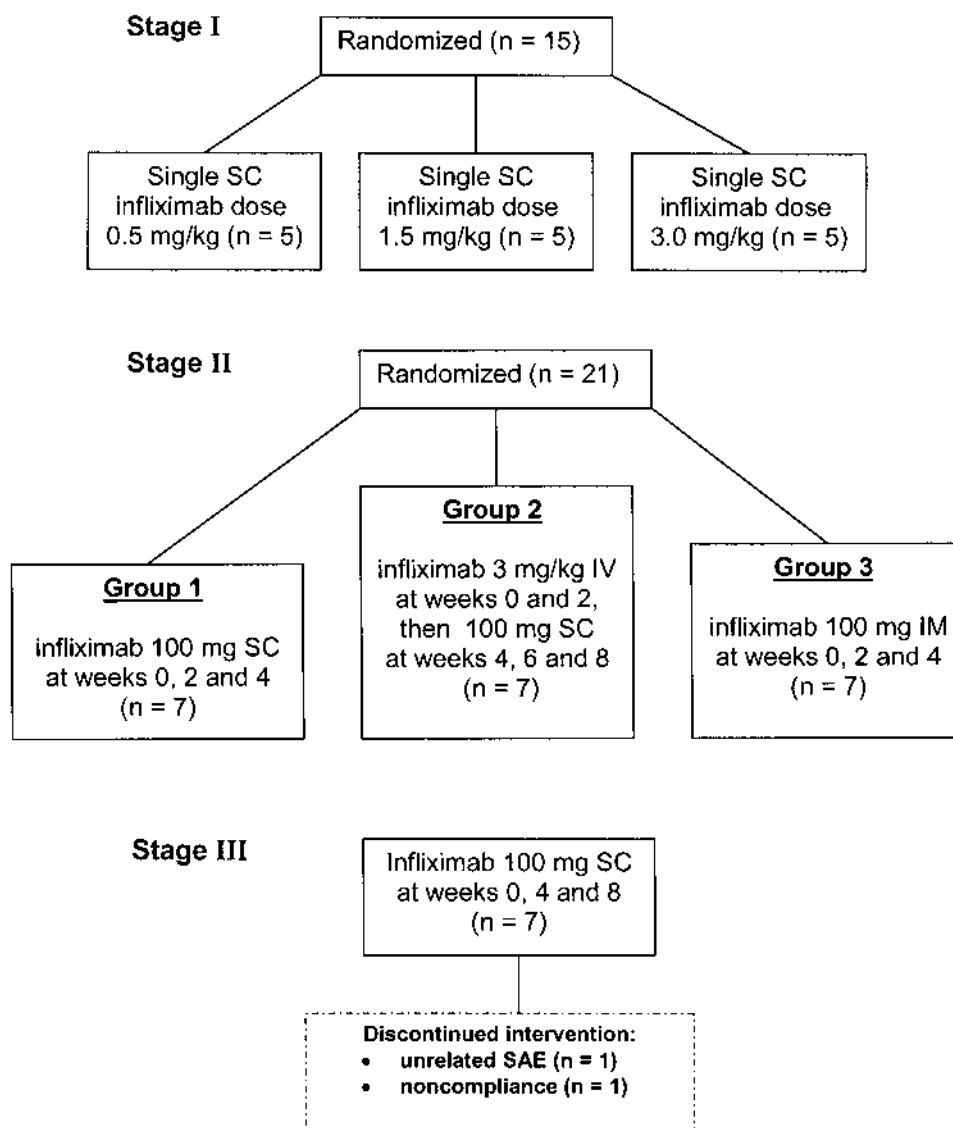 Stage I
Randomized (n = 15)
Single SC
infliximab dose
0.5 mg/kg (n = 5)
Single SC
infliximab dose
1.5 mg/kg (n = 5)
Single SC
infliximab dose
3.0 mg/kg (n = 5)
Stage II
Randomized (n = 21)
Group 1
infliximab 100 mg SC
at weeks 0, 2 and 4
(n = 7)
Group 2
infliximab 3 mg/kg IV
at weeks 0 and 2,
then 100 mg SC
at weeks 4, 6 and 8
(n = 7)
Group 3
infliximab 100 mg IM
at weeks 0, 2 and 4
(n = 7)
Stage III
Infliximab 100 mg SC
at weeks 0, 4 and 8
(n = 7)
Discontinued intervention:
• unrelated SAE (n = 1)
• noncompliance (n = 1)